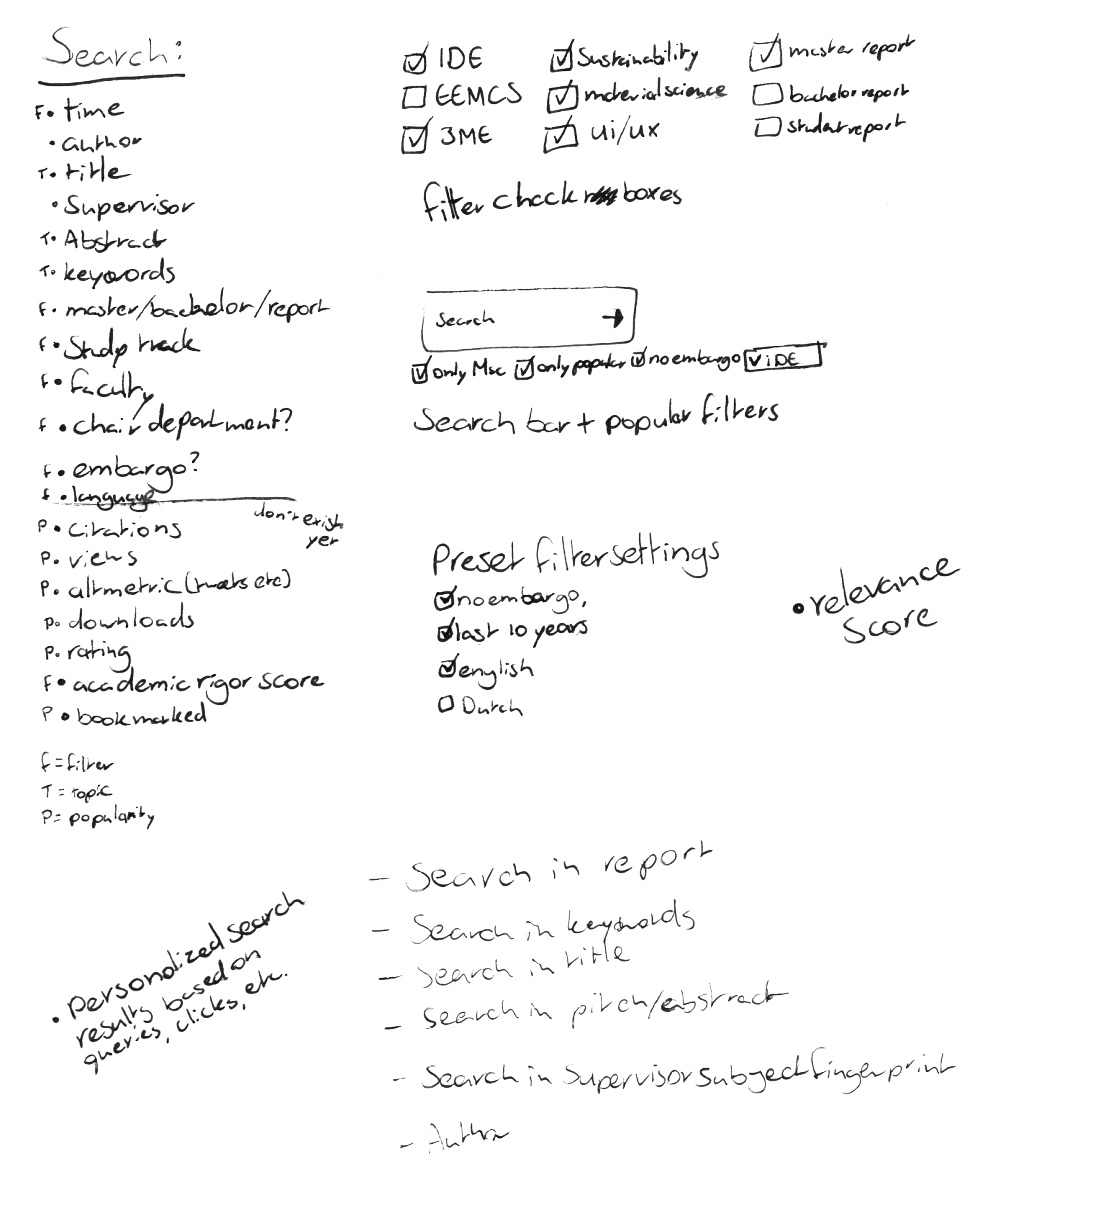 Search:
F. • time
• author
T. • title
• Supervisor
T. • Abstract
T. • keywords
f. • master/bachelor/report
f • Study track
f • faculty
f • chair/department?
f • embargo?
f • language
don't exist
yet
P • citations
P. • views
P. • altmetric (tweets etc)
P. • downloads
P. • rating
F • academic rigor score
P • bookmarked
f = filter
T = topic
P = popularity
IDE
EEMCS
3ME
Sustainability
material science
ui/ux
master report
bachelor report
student report
filter check boxes
Search →
only Msc only popular no embargo IDE
Search bar + popular filters
Preset filter settings
no embargo,
last 10 years
english
Dutch
• relevance
score
• personalized search
results based on
queries, clicks, etc.
- Search in report
- Search in keywords
- Search in title
- Search in pitch/abstract
- Search in Supervisor subject fingerprint
- Author